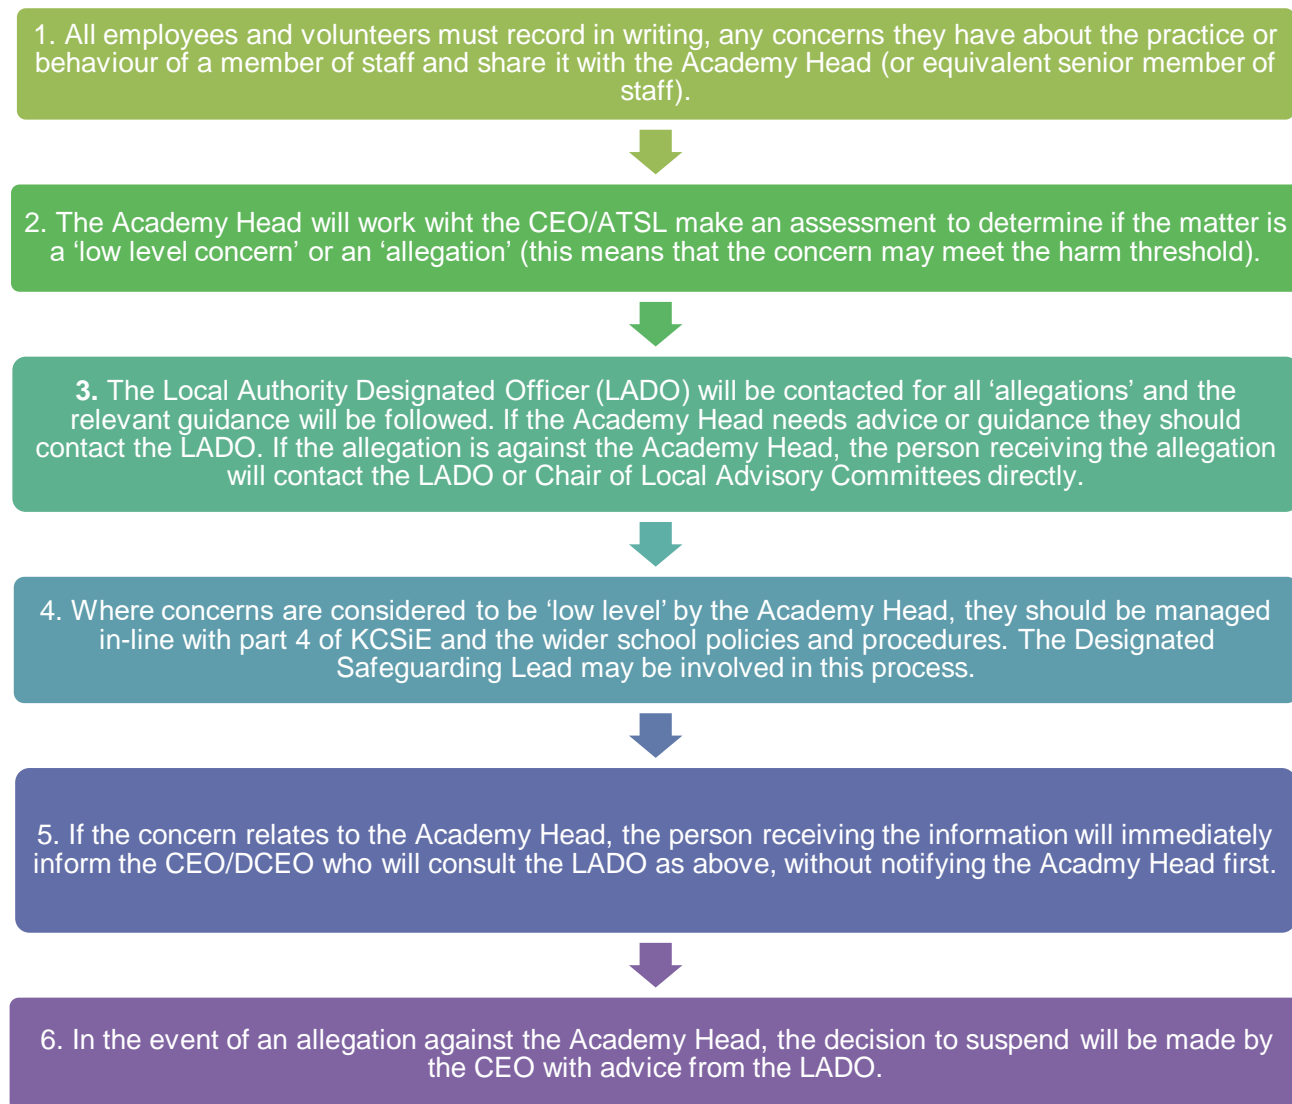 1. All employees and volunteers must record in writing, any concerns they have about the practice or
behaviour of a member of staff and share it with the Academy Head (or equivalent senior member of
staff).
2. The Academy Head will work wiht the CEO/ATSL make an assessment to determine if the matter is
a ‘low level concern’ or an ‘allegation’ (this means that the concern may meet the harm threshold).
3. The Local Authority Designated Officer (LADO) will be contacted for all ‘allegations’ and the
relevant guidance will be followed. If the Academy Head needs advice or guidance they should
contact the LADO. If the allegation is against the Academy Head, the person receiving the allegation
will contact the LADO or Chair of Local Advisory Committees directly.
4. Where concerns are considered to be ‘low level’ by the Academy Head, they should be managed
in-line with part 4 of KCSiE and the wider school policies and procedures. The Designated
Safeguarding Lead may be involved in this process.
5. If the concern relates to the Academy Head, the person receiving the information will immediately
inform the CEO/DCEO who will consult the LADO as above, without notifying the Acadmy Head first.
6. In the event of an allegation against the Academy Head, the decision to suspend will be made by
the CEO with advice from the LADO.